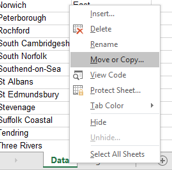 Norwich East
Peterborough
Rochford
South Cambridgesh
South Norfolk
Southend-on-Sea
St Albans
St Edmundsbury
Stevenage
Suffolk Coastal
Tendring
Three Rivers
Insert...
Delete
Rename
Move or Copy...
View Code
Protect Sheet...
Tab Color
Hide
Unhide...
Select All Sheets
Data